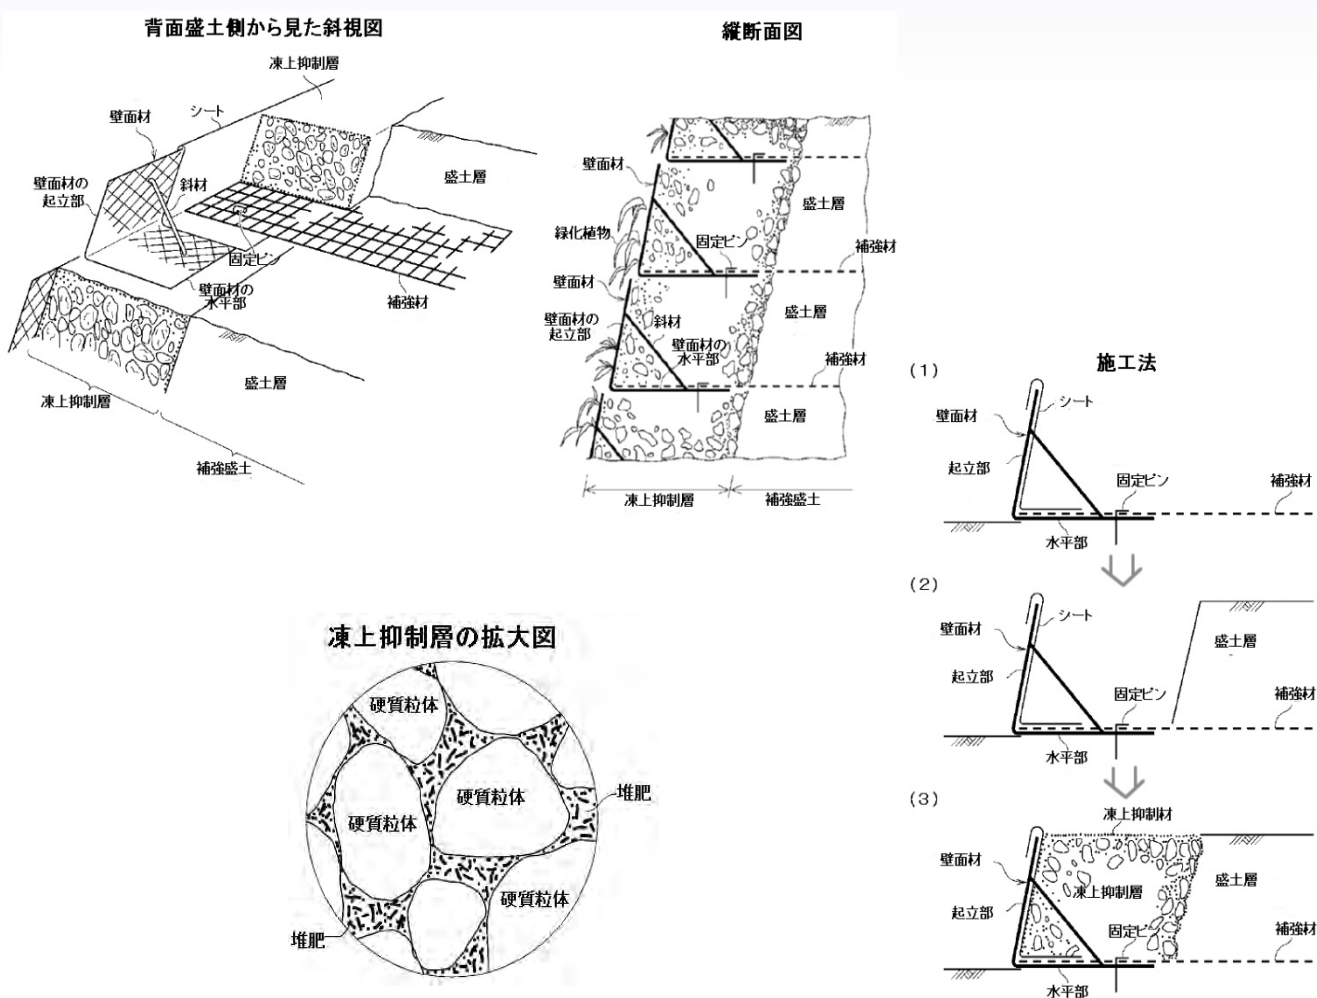 背面盛土側から見た斜視図
凍上抑制層
シート
壁面材
壁面材の
起立部
斜材
盛土層
固定ピン
壁面材の
水平部
補強材
盛土層
凍上抑制層
補強盛土
縦断面図
壁面材
盛土層
緑化植物
固定ピン
補強材
壁面材
盛土層
壁面材の
起立部
斜材
壁面材の
水平部
補強材
盛土層
凍上抑制層
補強盛土
施工法
(1)
シート
壁面材
起立部
固定ピン
補強材
水平部
(2)
シート
壁面材
盛土層
起立部
固定ピン
補強材
水平部
(3)
凍上抑制材
壁面材
凍上抑制層
盛土層
起立部
固定ピン
補強材
水平部
凍上抑制層の拡大図
硬質粒体
硬質粒体
堆肥
硬質粒体
硬質粒体
堆肥